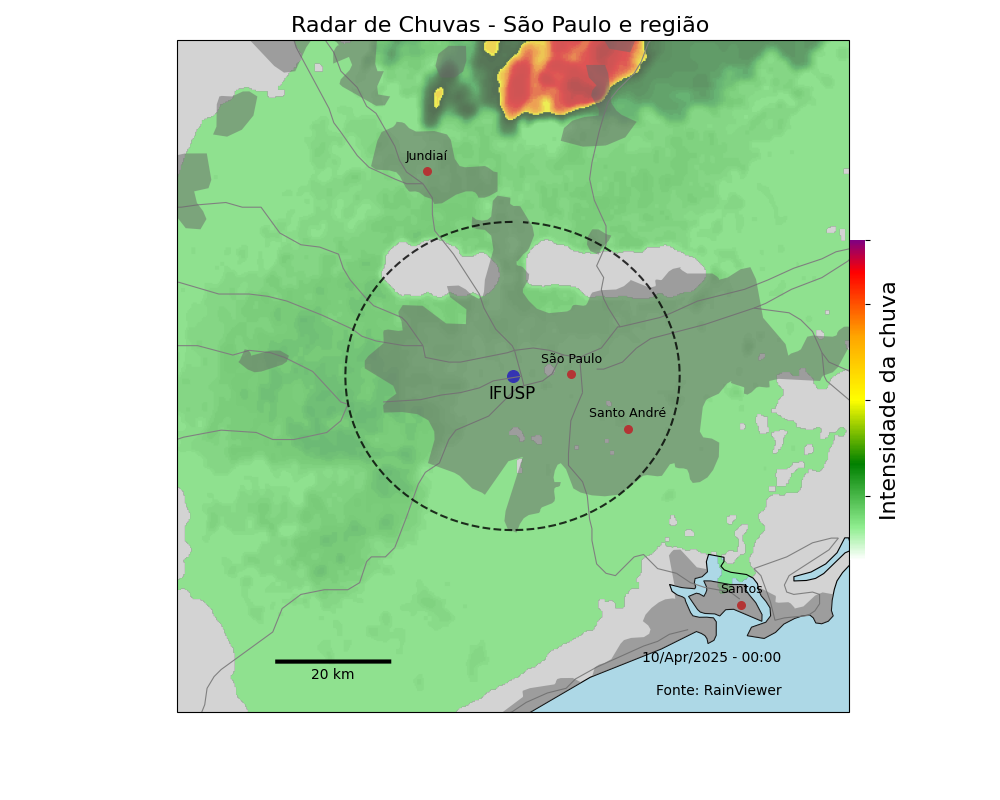 Radar de Chuvas - São Paulo e região
Jundiaí
São Paulo
IFUSP
Santo André
Santos
10/Apr/2025 - 00:00
20 km
Fonte: RainViewer
Intensidade da chuva